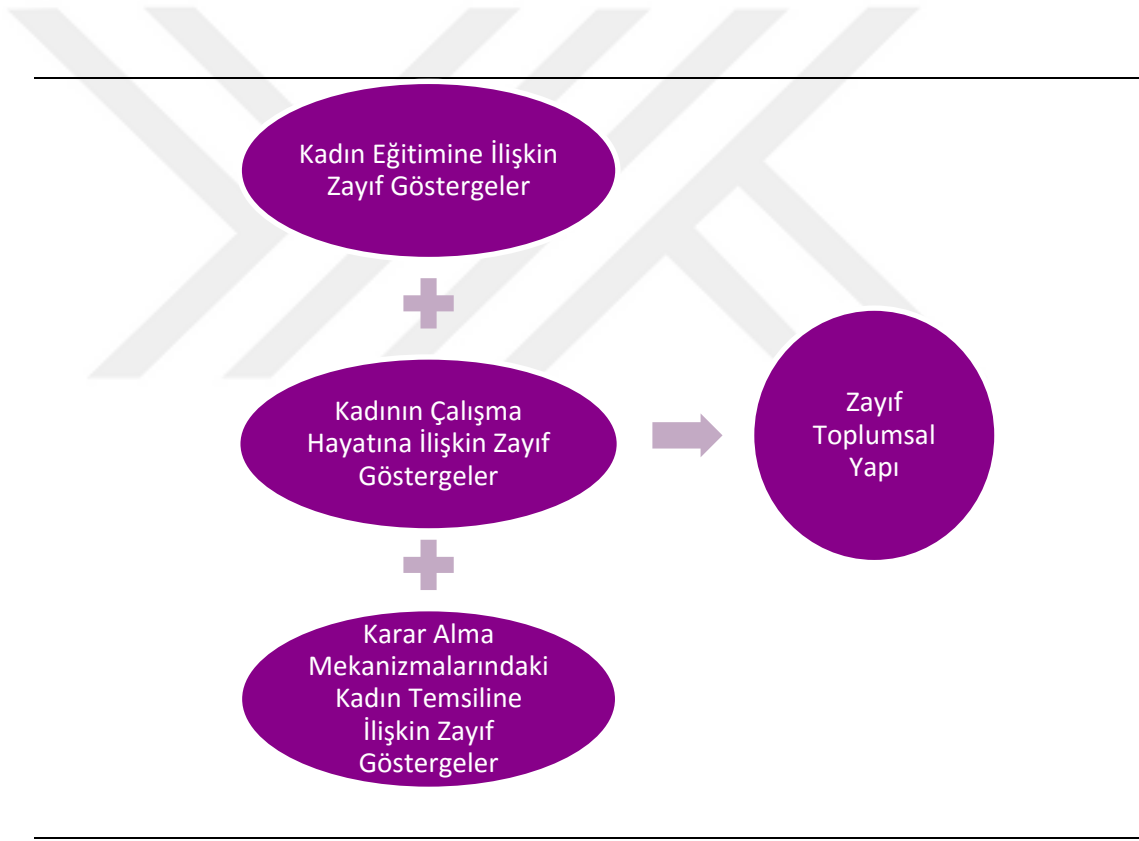 Kadın Eğitimine İlişkin
Zayıf Göstergeler
Kadının Çalışma
Hayatına İlişkin Zayıf
Göstergeler
Karar Alma
Mekanizmalarındaki
Kadın Temsiline
İlişkin Zayıf
Göstergeler
Zayıf
Toplumsal
Yapı